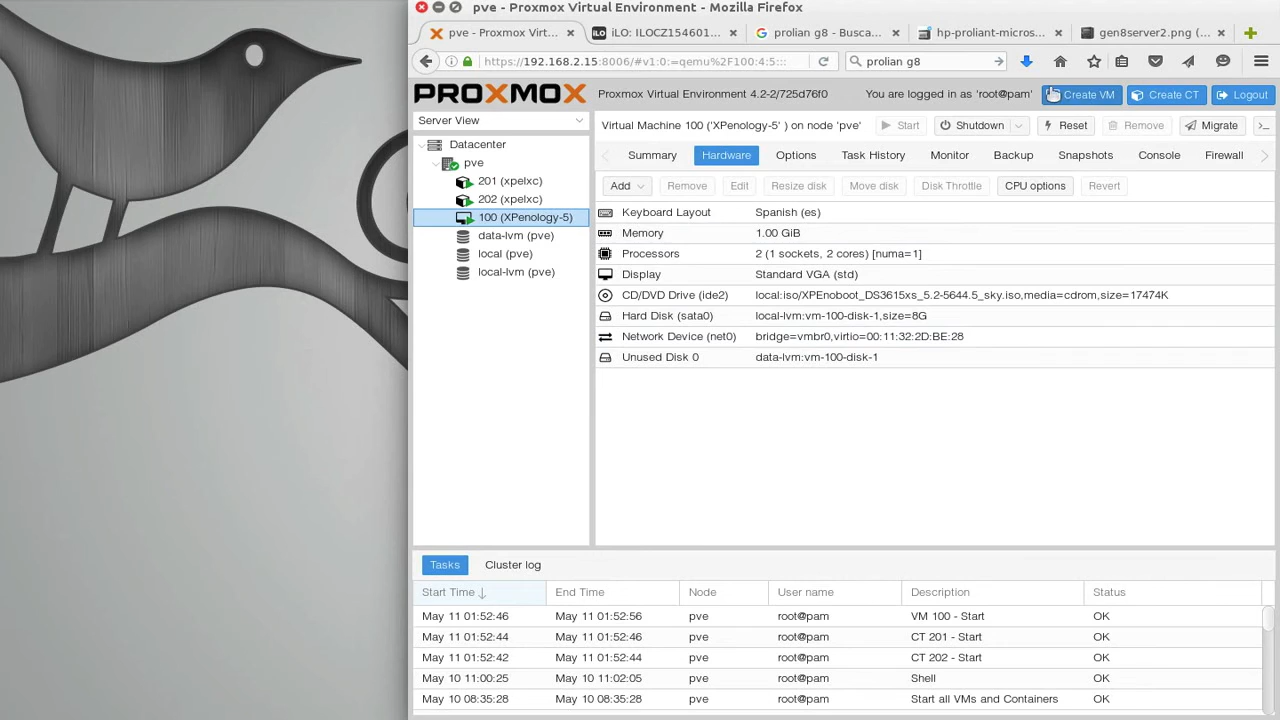 pve - Proxmox Virtual Environment - Mozilla Firefox
pve - Proxmox Virt... iLO: ILOCZ154601... prolian g8 - Busca... hp-proliant-micros... gen8server2.png (...
https://192.168.2.15:8006/#v1:0:=qemu%2F100:4:5::: prolian g8
PROXMOX Proxmox Virtual Environment 4.2-2/725d76f0 You are logged in as 'root@pam' Create VM Create CT Logout
Server View Virtual Machine 100 ('XPenology-5' ) on node 'pve' Start Shutdown Reset Remove Migrate
Datacenter
pve
201 (xpelxc)
202 (xpelxc)
100 (XPenology-5)
data-lvm (pve)
local (pve)
local-lvm (pve)
Summary Hardware Options Task History Monitor Backup Snapshots Console Firewall
Add Remove Edit Resize disk Move disk Disk Throttle CPU options Revert
Keyboard Layout Spanish (es)
Memory 1.00 GiB
Processors 2 (1 sockets, 2 cores) [numa=1]
Display Standard VGA (std)
CD/DVD Drive (ide2) local:iso/XPEnoboot_DS3615xs_5.2-5644.5_sky.iso,media=cdrom,size=17474K
Hard Disk (sata0) local-lvm:vm-100-disk-1,size=8G
Network Device (net0) bridge=vmbr0,virtio=00:11:32:2D:BE:28
Unused Disk 0 data-lvm:vm-100-disk-1
Tasks Cluster log
Start Time End Time Node User name Description Status
May 11 01:52:46 May 11 01:52:56 pve root@pam VM 100 - Start OK
May 11 01:52:44 May 11 01:52:46 pve root@pam CT 201 - Start OK
May 11 01:52:42 May 11 01:52:44 pve root@pam CT 202 - Start OK
May 10 11:00:25 May 10 11:02:05 pve root@pam Shell OK
May 10 08:35:28 May 10 08:35:28 pve root@pam Start all VMs and Containers OK